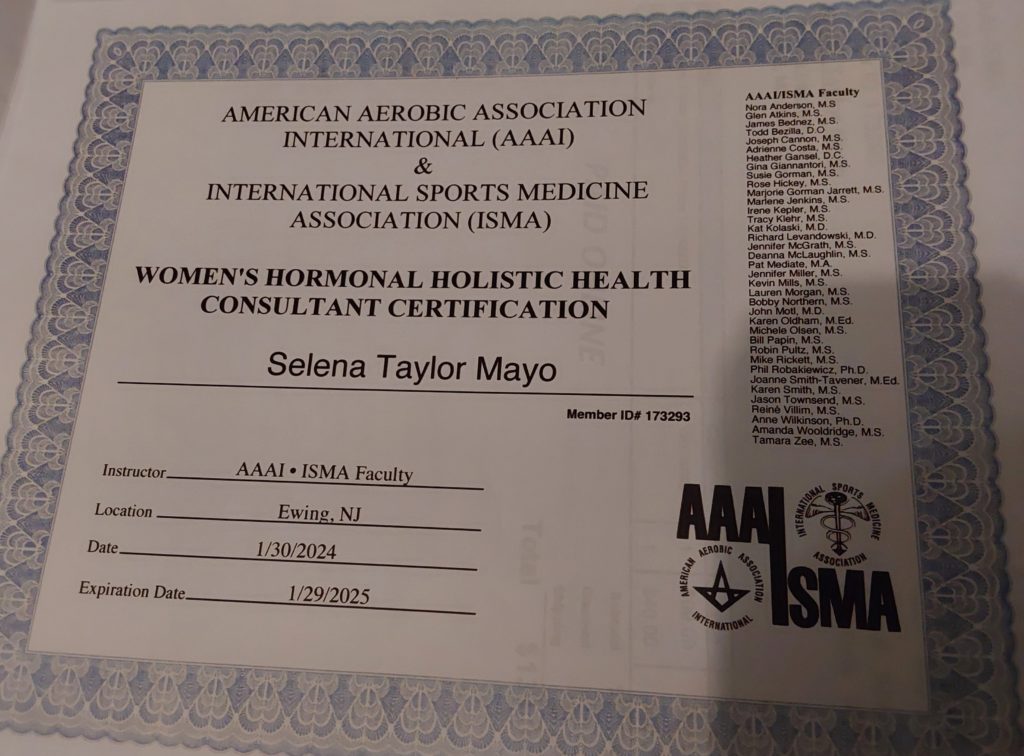 AMERICAN AEROBIC ASSOCIATION
INTERNATIONAL (AAAI)
&
INTERNATIONAL SPORTS MEDICINE
ASSOCIATION (ISMA)
WOMEN'S HORMONAL HOLISTIC HEALTH
CONSULTANT CERTIFICATION
Selena Taylor Mayo
Member ID# 173293
Instructor AAAI • ISMA Faculty
Location Ewing, NJ
Date 1/30/2024
Expiration Date 1/29/2025
AAAI/ISMA Faculty
Nora Anderson, M.S
Glen Atkins, M.S.
James Bednez, M.S.
Todd Bezilla, D.O
Joseph Cannon, M.S.
Adrienne Costa, M.S.
Heather Gansel, D.C.
Gina Giannantori, M.S.
Susie Gorman, M.S.
Rose Hickey, M.S.
Marjorie Gorman Jarrett, M.S.
Marlene Jenkins, M.S.
Irene Kepler, M.S.
Tracy Klehr, M.S.
Kat Kolaski, M.D.
Richard Levandowski, M.D.
Jennifer McGrath, M.S.
Deanna McLaughlin, M.S.
Pat Mediate, M.A.
Jennifer Miller, M.S.
Kevin Mills, M.S.
Lauren Morgan, M.S.
Bobby Northern, M.S.
John Motl, M.D.
Karen Oldham, M.Ed.
Michele Olsen, M.S.
Bill Papin, M.S.
Robin Pultz, M.S.
Mike Rickett, M.S.
Phil Robakiewicz, Ph.D.
Joanne Smith-Tavener, M.Ed.
Karen Smith, M.S.
Jason Townsend, M.S.
Reinè Villim, M.S.
Anne Wilkinson, Ph.D.
Amanda Wooldridge, M.S.
Tamara Zee, M.S.
AAAI
INTERNATIONAL SPORTS MEDICINE
ASSOCIATION
AMERICAN AEROBIC ASSOCIATION
INTERNATIONAL
ISMA